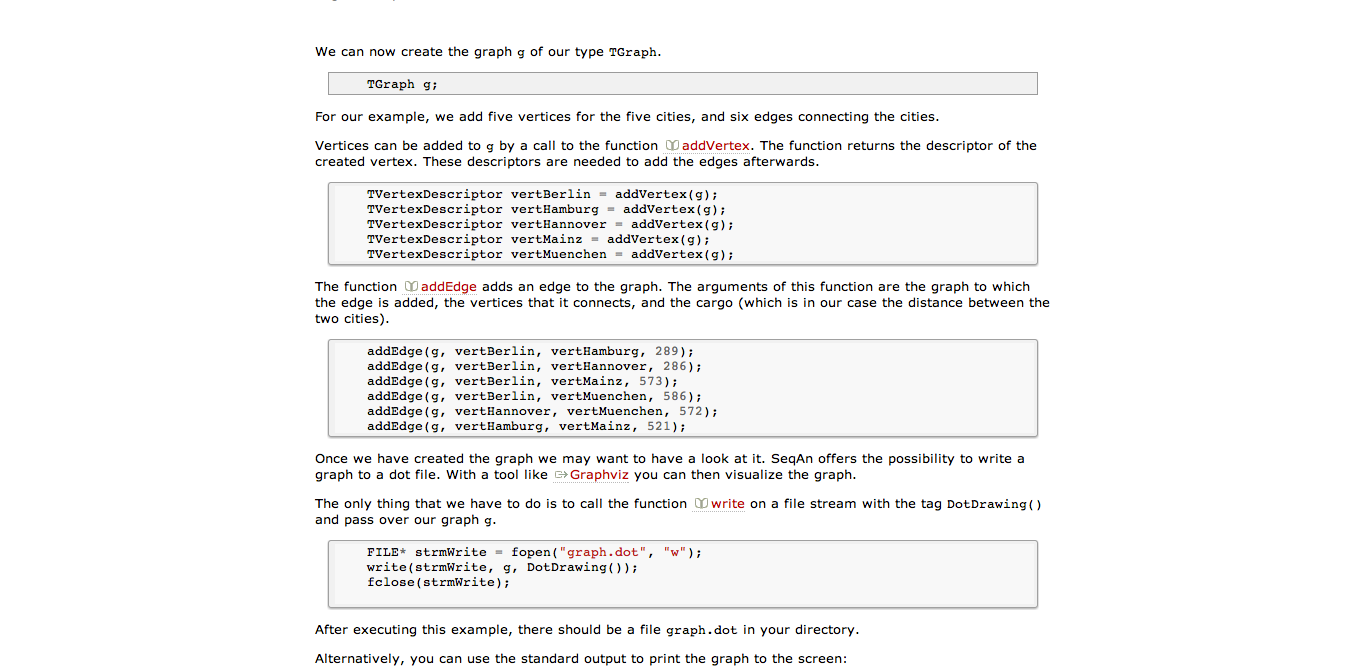 We can now create the graph g of our type TGraph.
TGraph g;
For our example, we add five vertices for the five cities, and six edges connecting the cities.
Vertices can be added to g by a call to the function addVertex. The function returns the descriptor of the
created vertex. These descriptors are needed to add the edges afterwards.
TVertexDescriptor vertBerlin = addVertex(g);
TVertexDescriptor vertHamburg = addVertex(g);
TVertexDescriptor vertHannover = addVertex(g);
TVertexDescriptor vertMainz = addVertex(g);
TVertexDescriptor vertMuenchen = addVertex(g);
The function addEdge adds an edge to the graph. The arguments of this function are the graph to which
the edge is added, the vertices that it connects, and the cargo (which is in our case the distance between the
two cities).
addEdge(g, vertBerlin, vertHamburg, 289);
addEdge(g, vertBerlin, vertHannover, 286);
addEdge(g, vertBerlin, vertMainz, 573);
addEdge(g, vertBerlin, vertMuenchen, 586);
addEdge(g, vertHannover, vertMuenchen, 572);
addEdge(g, vertHamburg, vertMainz, 521);
Once we have created the graph we may want to have a look at it. SeqAn offers the possibility to write a
graph to a dot file. With a tool like Graphviz you can then visualize the graph.
The only thing that we have to do is to call the function write on a file stream with the tag DotDrawing()
and pass over our graph g.
FILE* strmWrite = fopen("graph.dot", "w");
write(strmWrite, g, DotDrawing());
fclose(strmWrite);
After executing this example, there should be a file graph.dot in your directory.
Alternatively, you can use the standard output to print the graph to the screen: